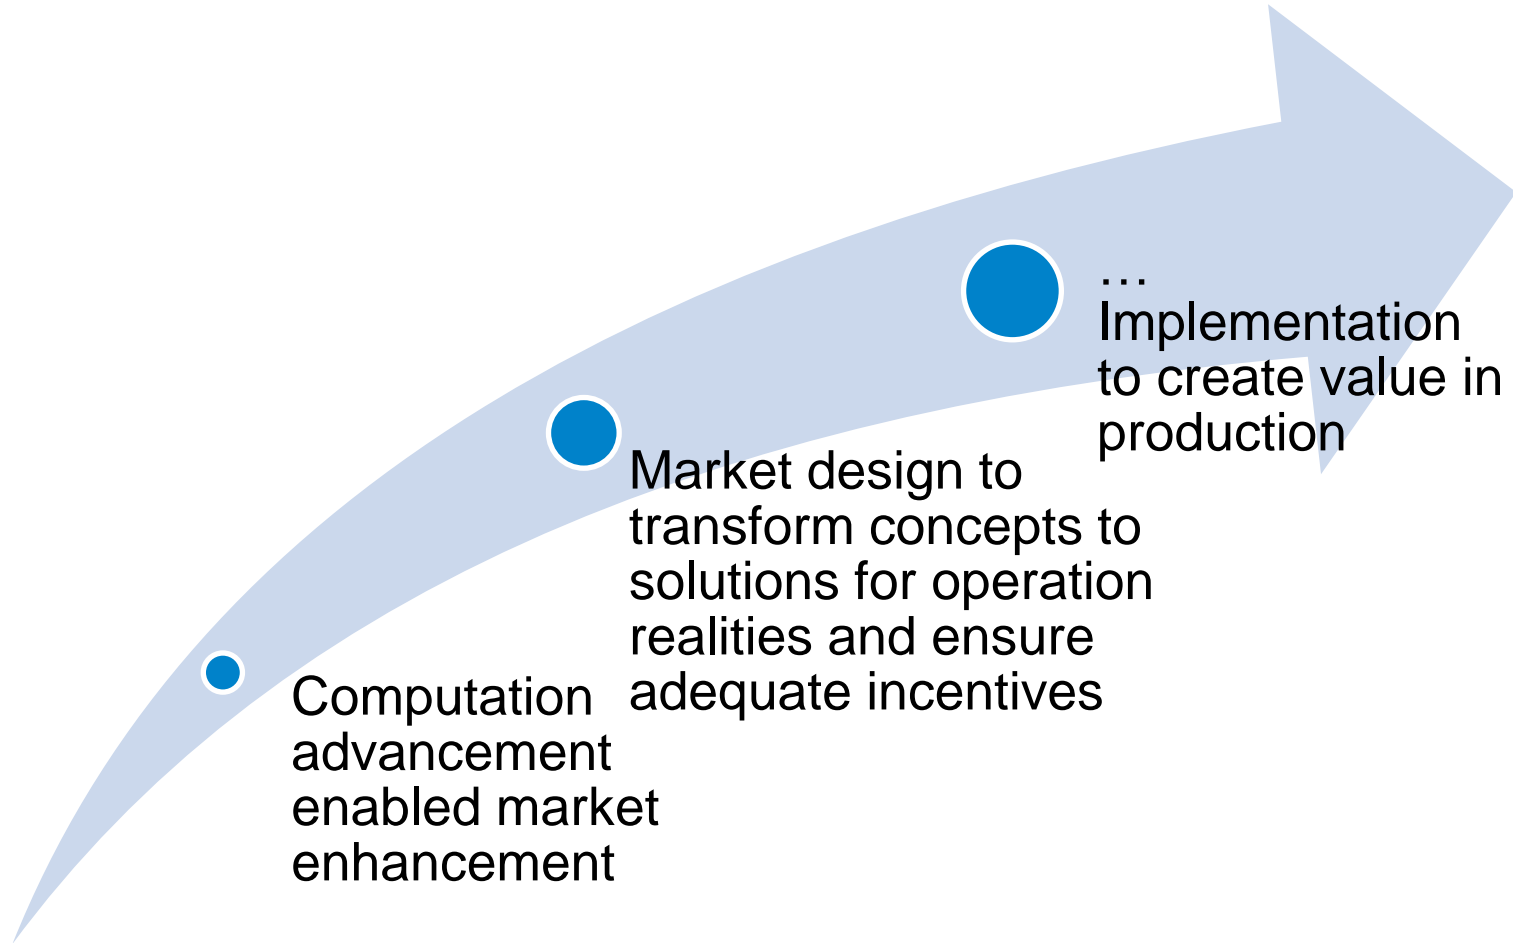 Computation
advancement
enabled market
enhancement
Market design to
transform concepts to
solutions for operation
realities and ensure
adequate incentives
…
Implementation
to create value in
production